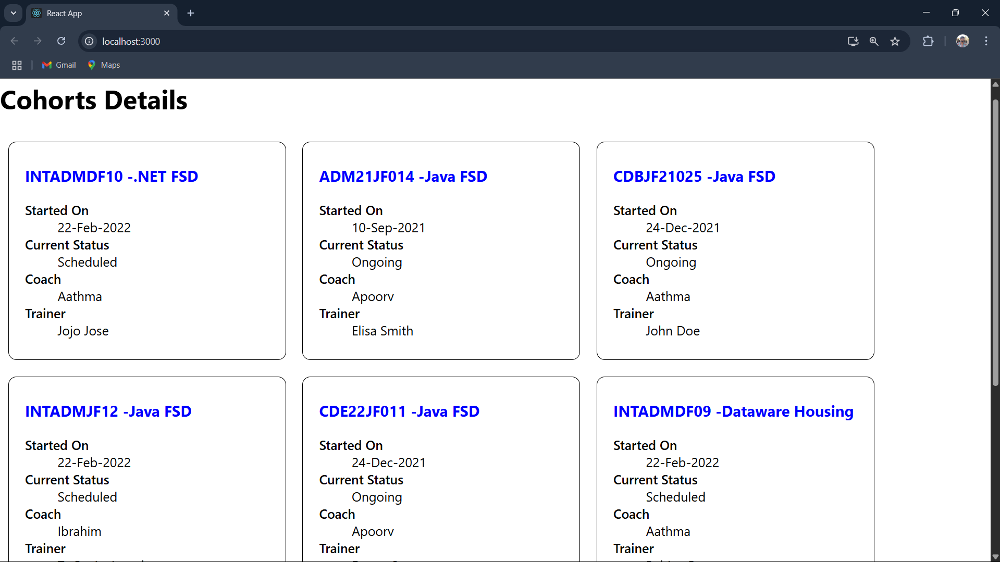 React App
localhost:3000
Gmail
Maps
Cohorts Details
INTADMDF10 -.NET FSD
Started On
22-Feb-2022
Current Status
Scheduled
Coach
Aathma
Trainer
Jojo Jose
ADM21JF014 -Java FSD
Started On
10-Sep-2021
Current Status
Ongoing
Coach
Apoorv
Trainer
Elisa Smith
CDBJF21025 -Java FSD
Started On
24-Dec-2021
Current Status
Ongoing
Coach
Aathma
Trainer
John Doe
INTADMJF12 -Java FSD
Started On
22-Feb-2022
Current Status
Scheduled
Coach
Ibrahim
Trainer
CDE22JF011 -Java FSD
Started On
24-Dec-2021
Current Status
Ongoing
Coach
Apoorv
Trainer
INTADMDF09 -Dataware Housing
Started On
22-Feb-2022
Current Status
Scheduled
Coach
Aathma
Trainer